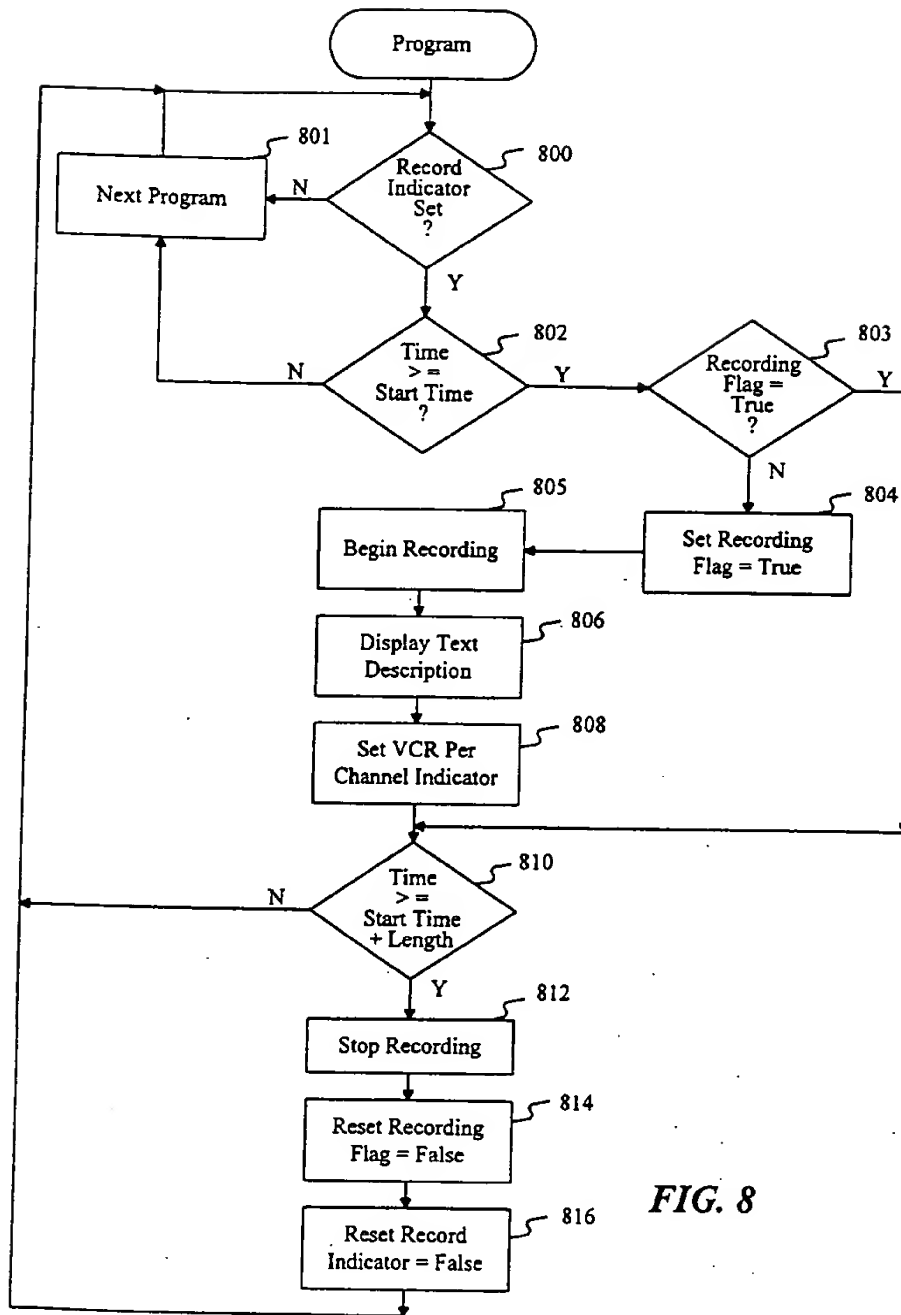 Program
801
800
Record
Indicator
Set
?
N
Next Program
Y
802
803
Time
> =
Start Time
?
N
Y
Recording
Flag =
True
?
Y
N
805
804
Begin Recording
Set Recording
Flag = True
806
Display Text
Description
808
Set VCR Per
Channel Indicator
810
Time
> =
Start Time
+ Length
N
Y
812
Stop Recording
814
Reset Recording
Flag = False
816
Reset Record
Indicator = False
FIG. 8